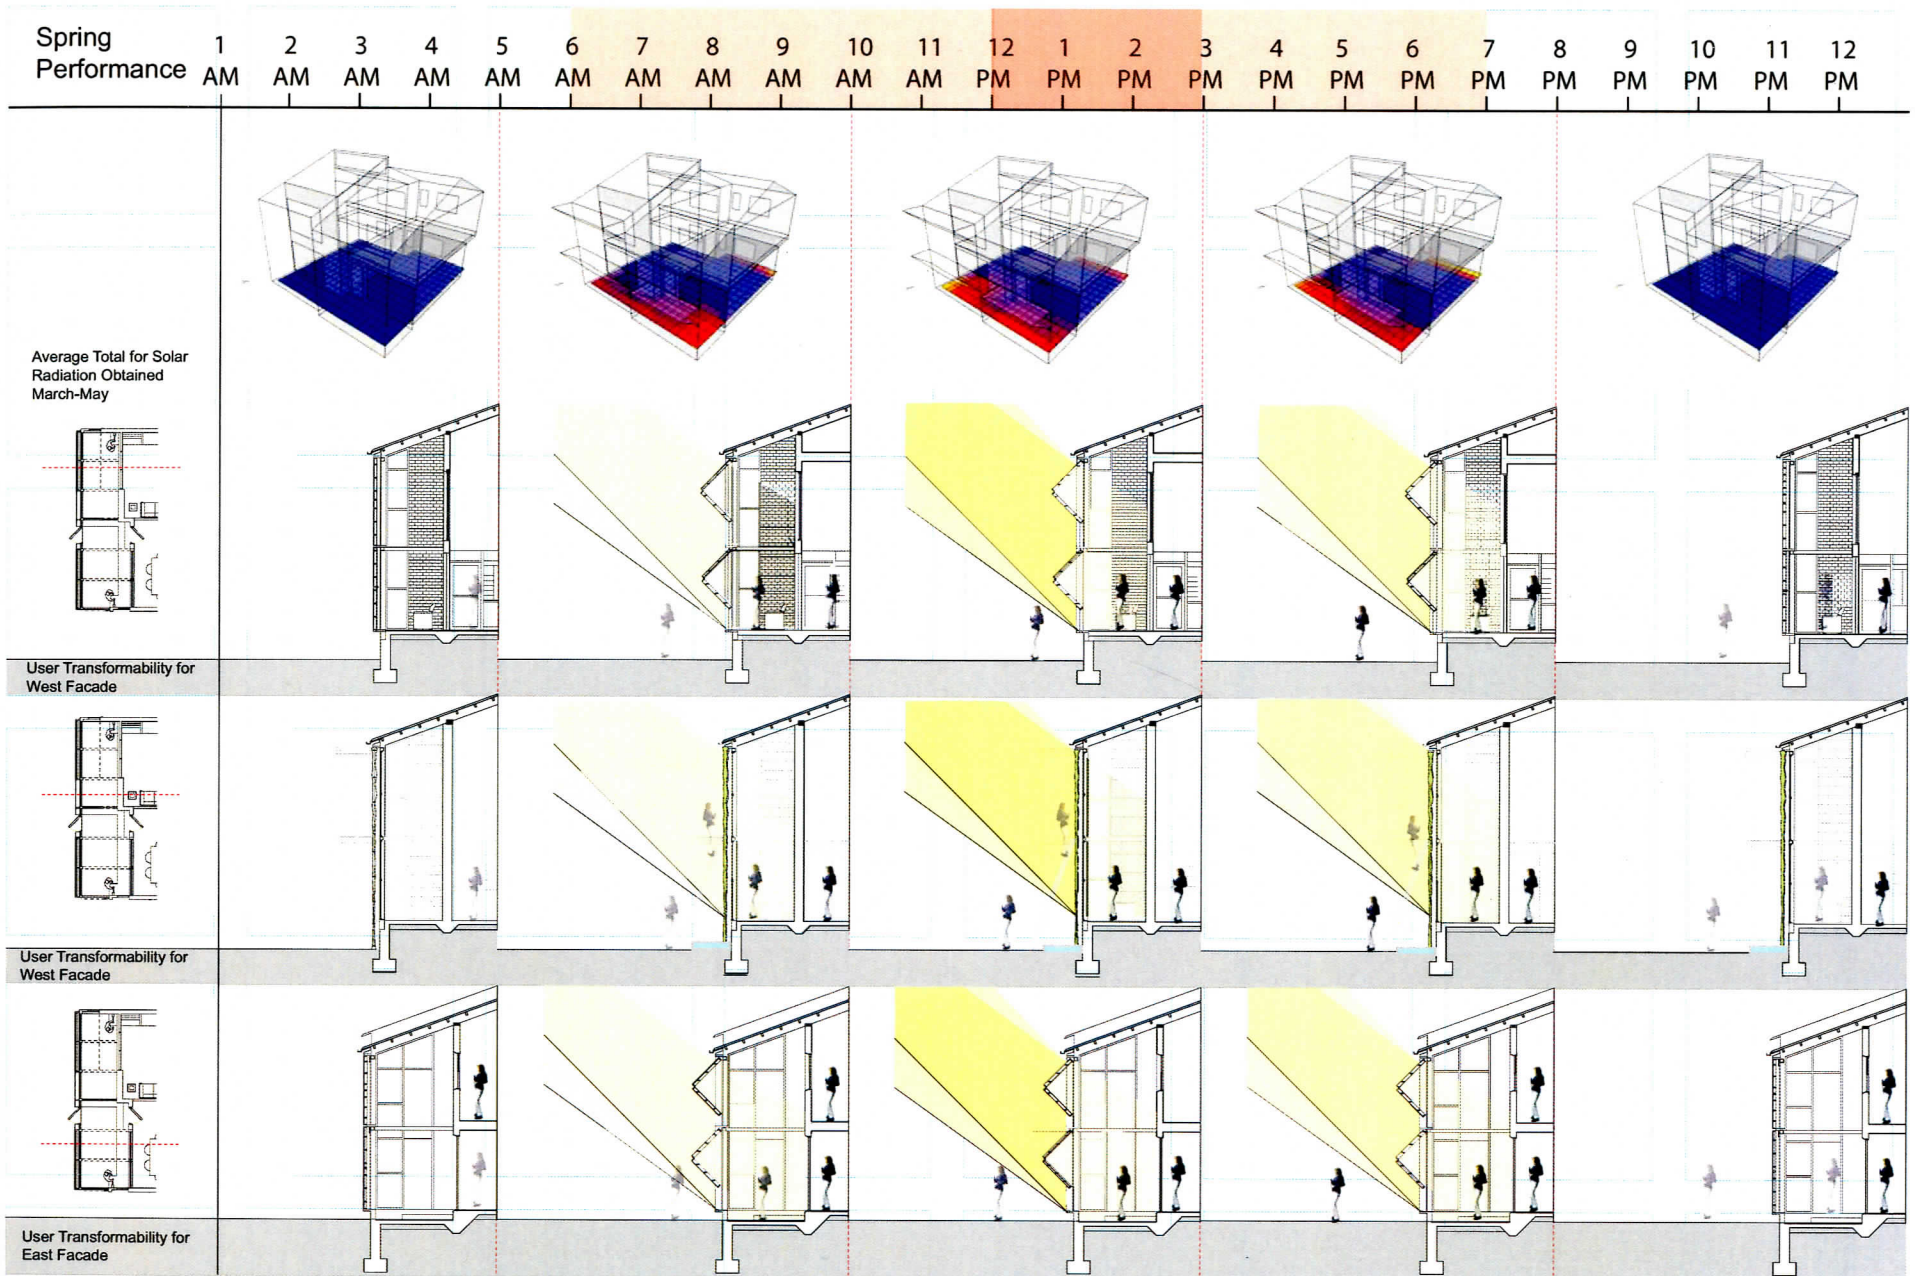 Spring
Performance
1 2 3 4 5 6 7 8 9 10 11 12 1 2 3 4 5 6 7 8 9 10 11 12
AM AM AM AM AM AM AM AM AM AM AM PM PM PM PM PM PM PM PM PM PM PM PM PM
Average Total for Solar
Radiation Obtained
March-May
User Transformability for
West Facade
User Transformability for
West Facade
User Transformability for
East Facade